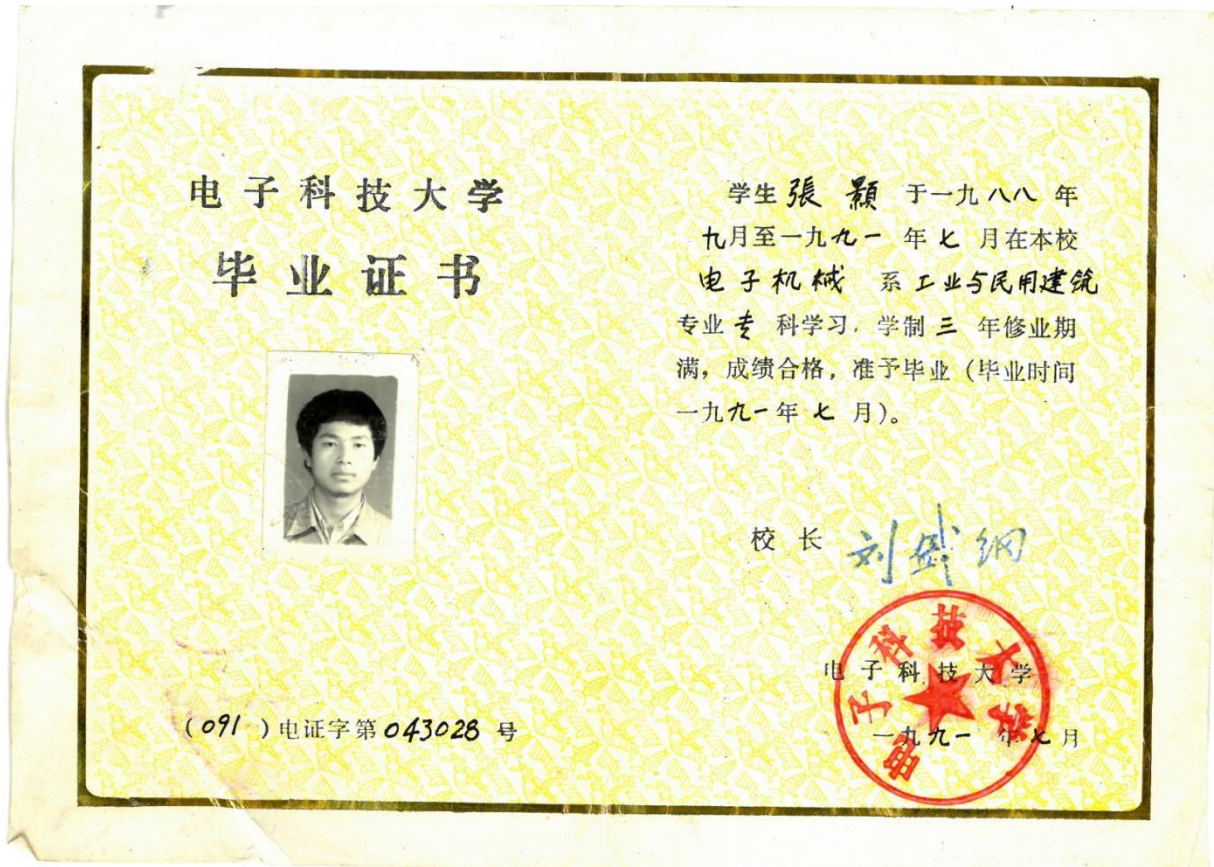 电子科技大学
毕业证书
(091)电证字第043028号
学生張顥于一九八八年
九月至一九九一年七月在本校
电子机械系工业与民用建筑
专业专科学习，学制三年修业期
满，成绩合格，准予毕业（毕业时间
一九九一年七月）。
校长 刘盛纲
电子科技大学
一九九一年七月
电子科技大学